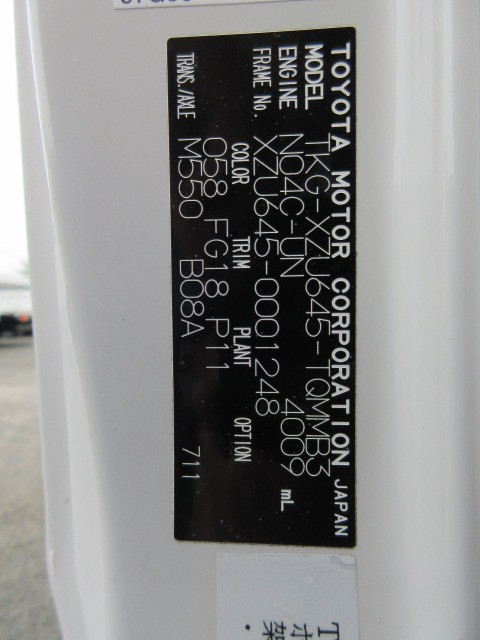 TOYOTA MOTOR CORPORATION JAPAN
MODEL TKG-XZU645-TQMMB3
ENGINE N04C-UN 4009 mL
FRAME No. XZU645-0001248
COLOR TRIM PLANT OPTION
058 FG18 P11
TRANS./AXLE M550 B08A
711